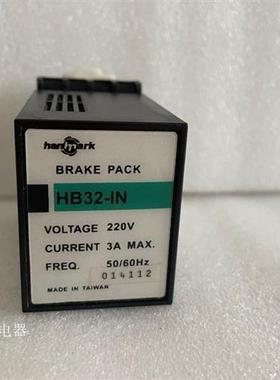 hanmark
BRAKE PACK
HB32-IN
VOLTAGE 220V
CURRENT 3A MAX.
FREQ. 50/60Hz
014112
MADE IN TAIWAN
电器